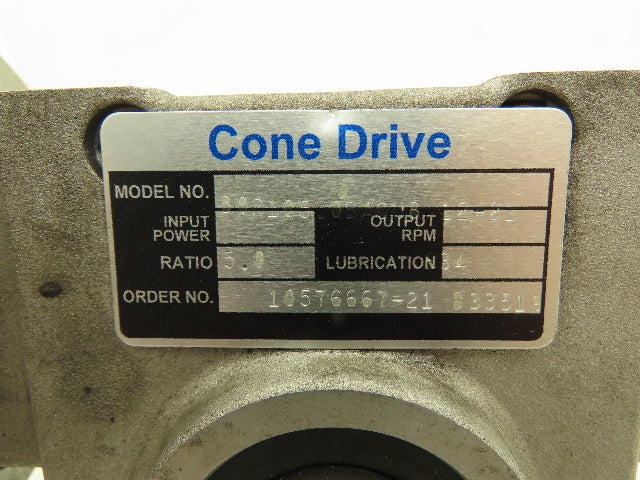 Cone Drive
MODEL NO.
INPUT POWER OUTPUT RPM
RATIO 5.0 LUBRICATION
ORDER NO. 10576667-21